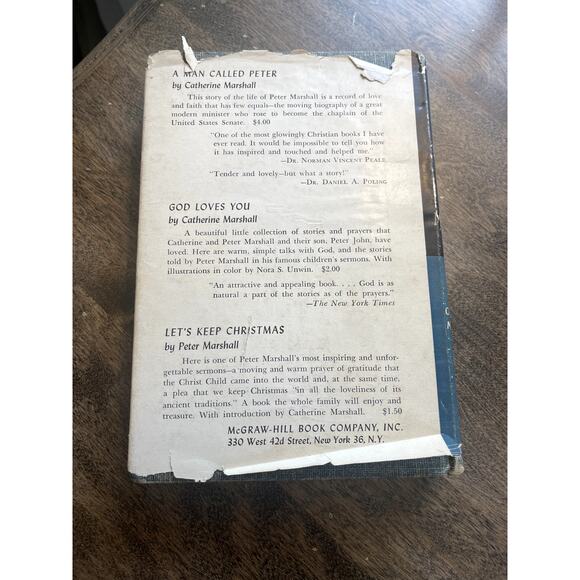 A MAN CALLED PETER
by Catherine Marshall
This story of the life of Peter Marshall is a record of love
and faith that has few equals—the moving biography of a great
modern minister who rose to become the chaplain of the
United States Senate. $4.00
"One of the most glowingly Christian books I have
ever read. It would be impossible to tell you how
it has inspired and touched and helped me."
—DR. NORMAN VINCENT PEALE
"Tender and lovely—but what a story!"
—DR. DANIEL A. POLING
GOD LOVES YOU
by Catherine Marshall
A beautiful little collection of stories and prayers that
Catherine and Peter Marshall and their son, Peter John, have
loved. Here are warm, simple talks with God, and the stories
told by Peter Marshall in his famous children's sermons. With
illustrations in color by Nora S. Unwin. $2.00
"An attractive and appealing book. . . . God is as
natural a part of the stories as of the prayers."
—The New York Times
LET'S KEEP CHRISTMAS
by Peter Marshall
Here is one of Peter Marshall's most inspiring and unfor-
gettable sermons—a moving and warm prayer of gratitude that
the Christ Child came into the world and, at the same time,
a plea that we keep Christmas "in all the loveliness of its
ancient traditions." A book the whole family will enjoy and
treasure. With introduction by Catherine Marshall. $1.50
McGRAW-HILL BOOK COMPANY, INC.
330 West 42d Street, New York 36, N.Y.